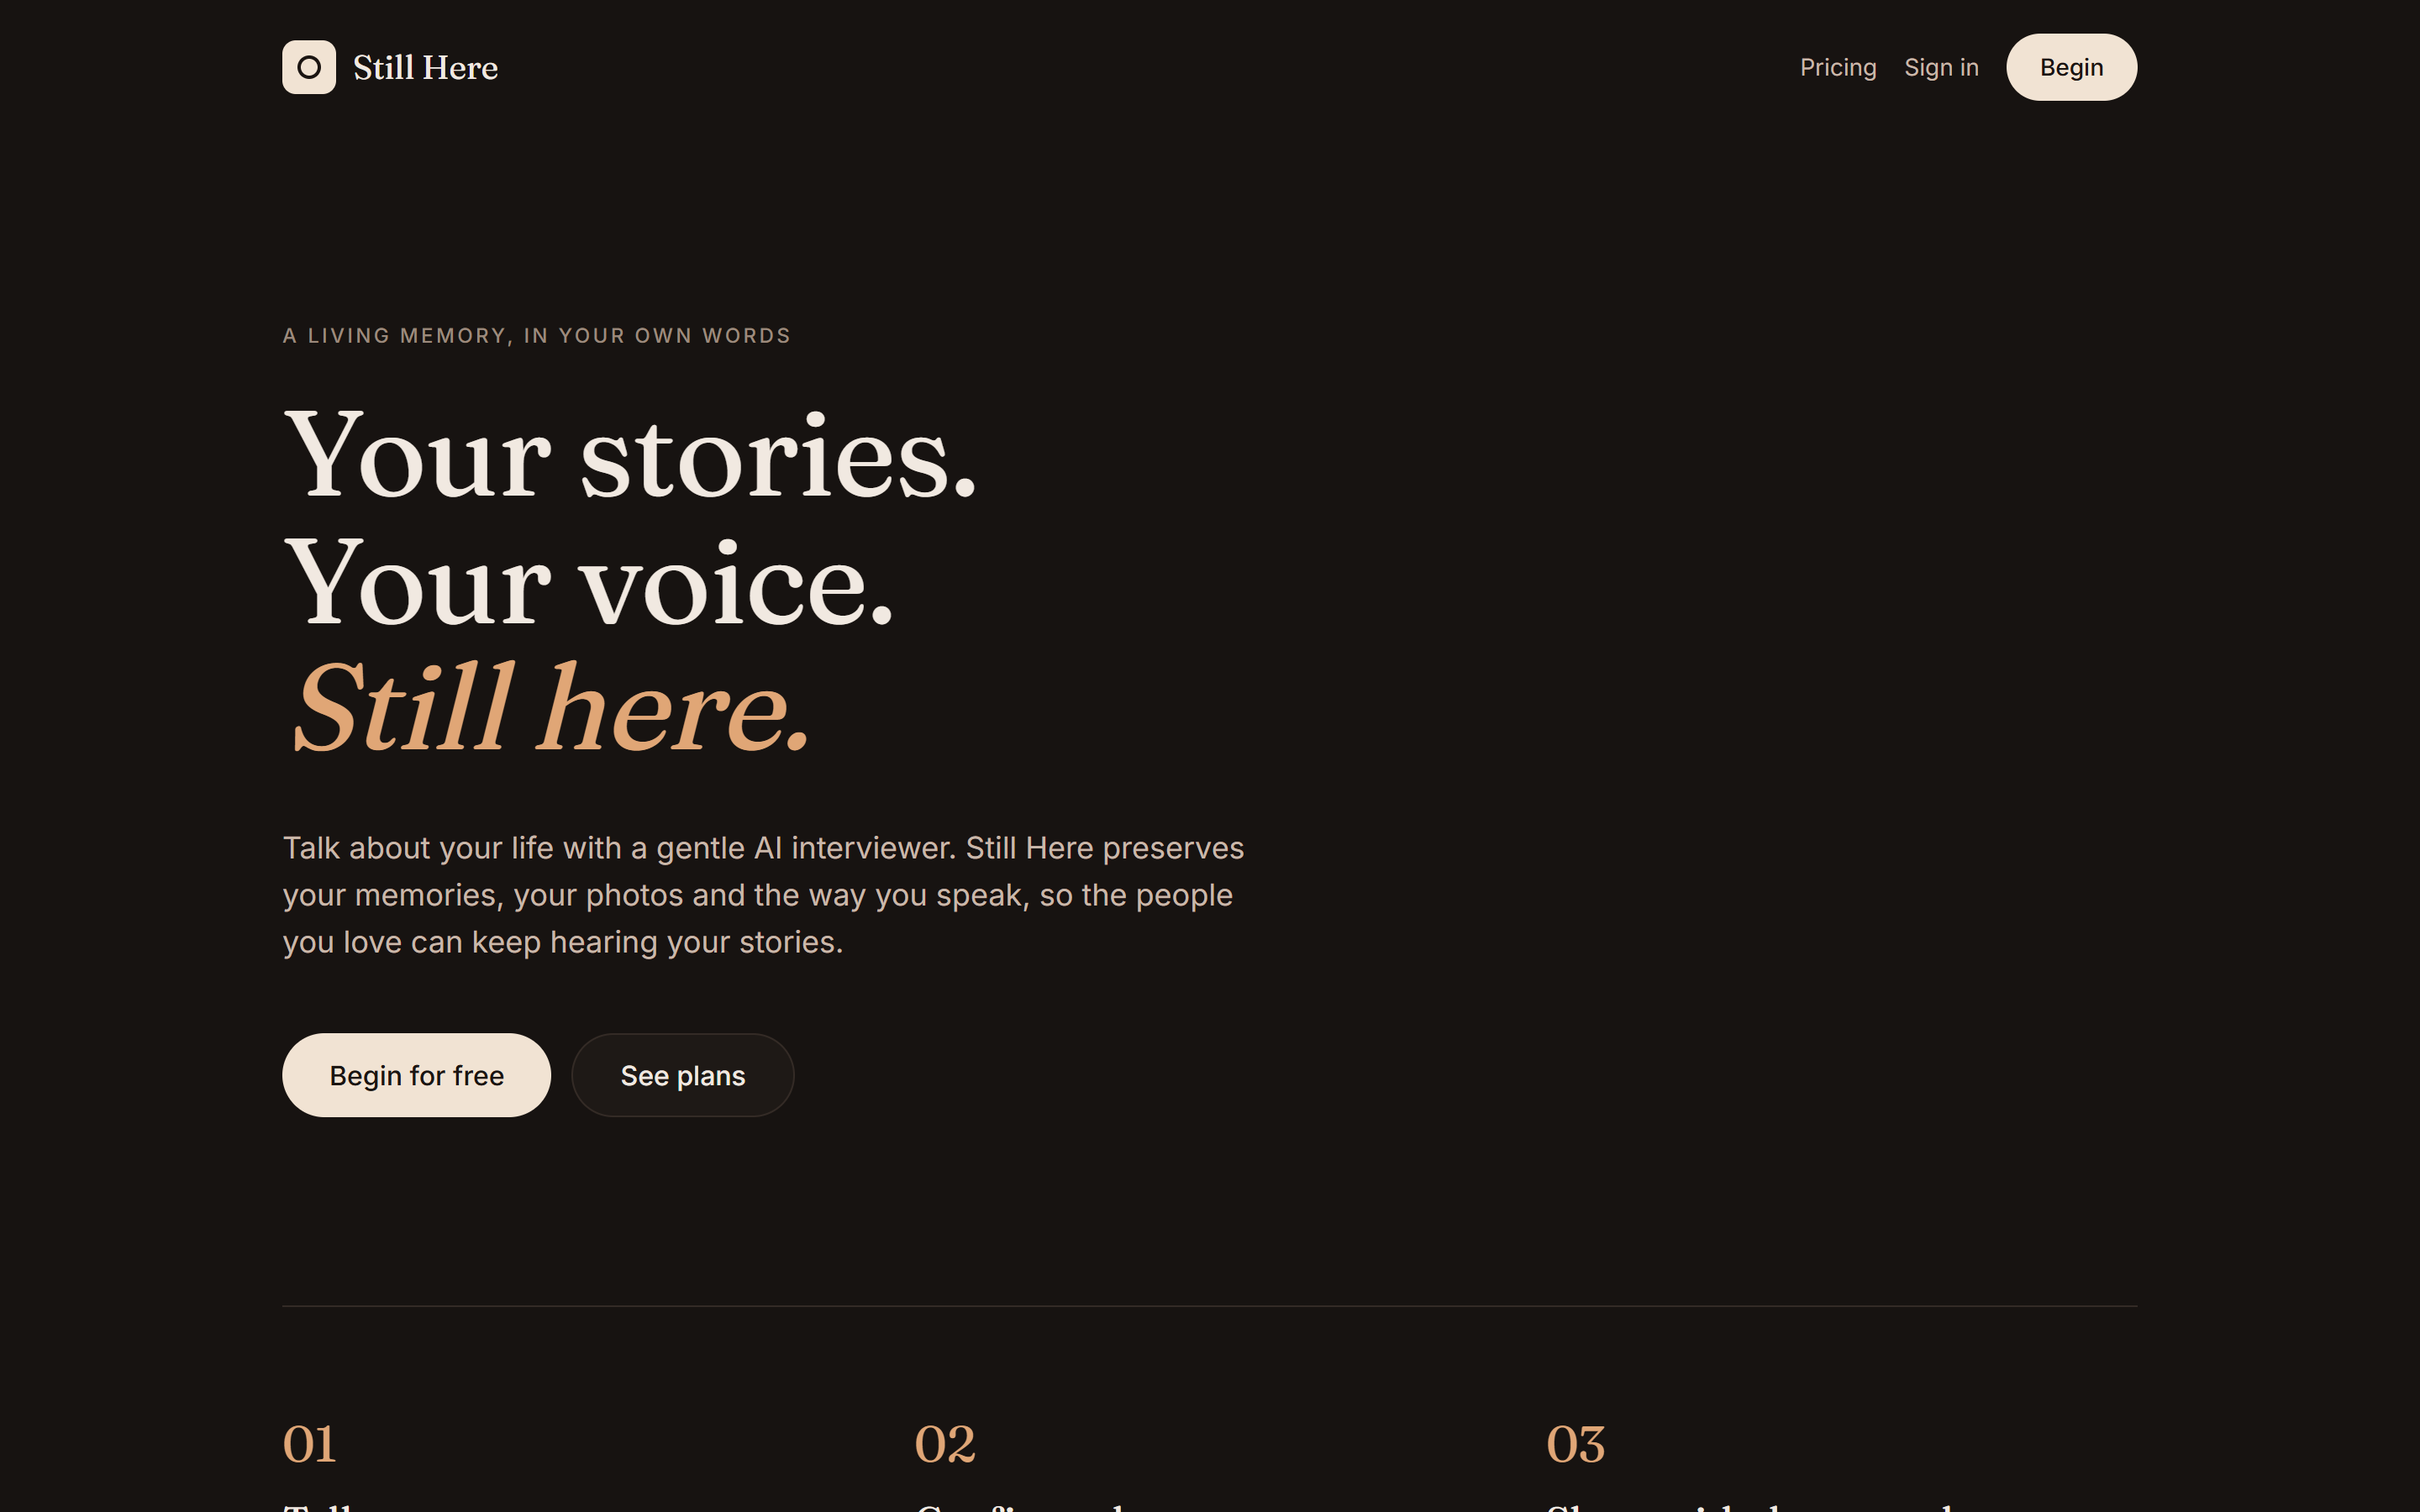 Still Here
Pricing
Sign in
Begin
A LIVING MEMORY, IN YOUR OWN WORDS
Your stories.
Your voice.
Still here.
Talk about your life with a gentle AI interviewer. Still Here preserves
your memories, your photos and the way you speak, so the people
you love can keep hearing your stories.
Begin for free
See plans
01
02
03